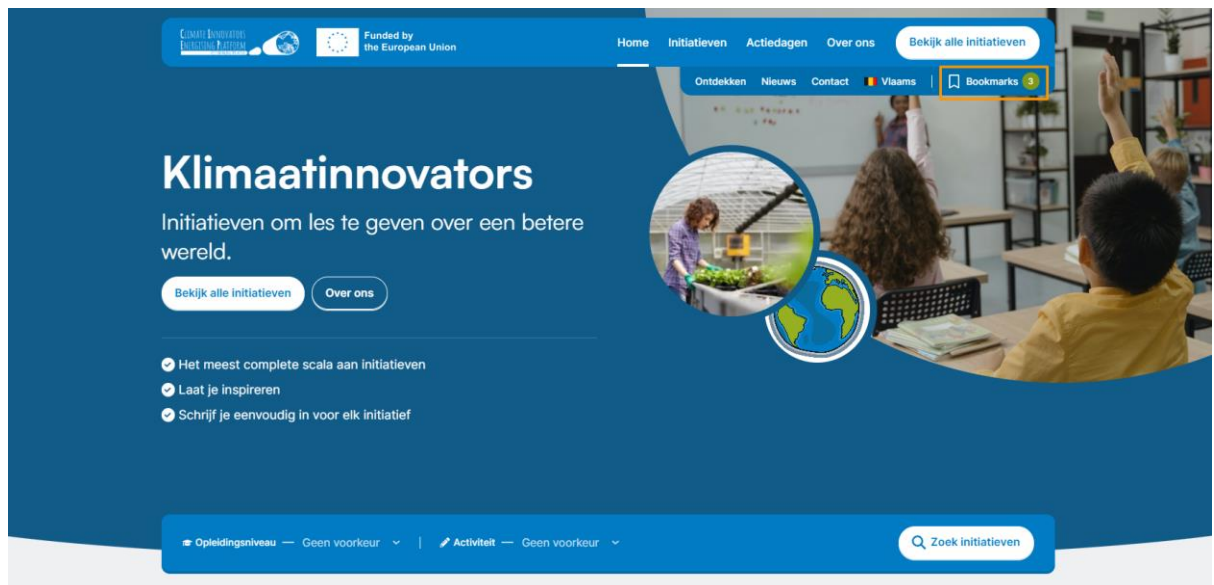 CLIMATE INNOVATORS
ENERGISING PLATFORM
Funded by
the European Union
Home Initiatieven Actiedagen Over ons Bekijk alle initiatieven
Ontdekken Nieuws Contact Vlaams | Bookmarks 3
Klimaatinnovators
Initiatieven om les te geven over een betere
wereld.
Bekijk alle initiatieven Over ons
Het meest complete scala aan initiatieven
Laat je inspireren
Schrijf je eenvoudig in voor elk initiatief
Opleidingsniveau — Geen voorkeur | Activiteit — Geen voorkeur Zoek initiatieven